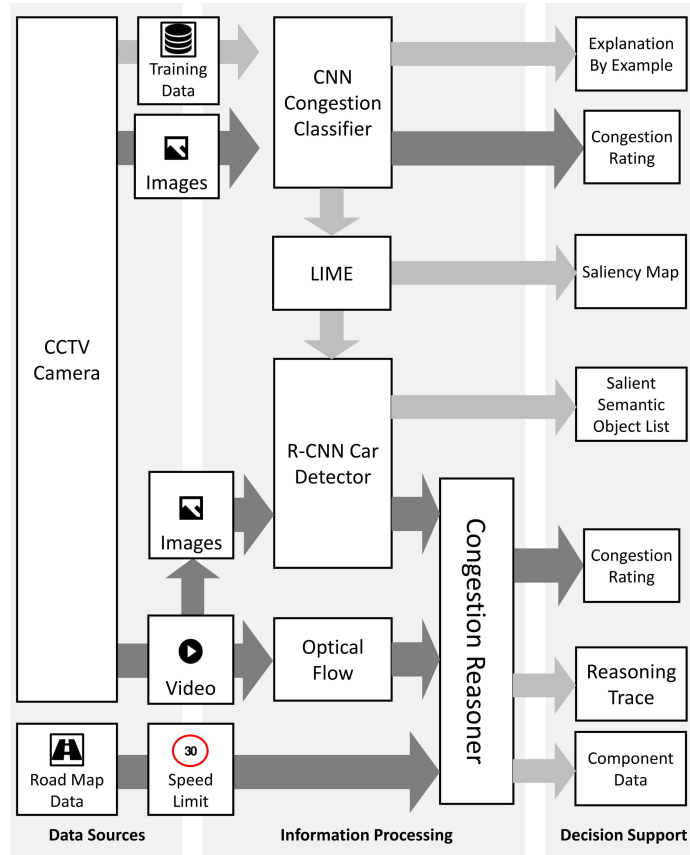 Training
Data
CNN
Congestion
Classifier
Explanation
By Example
Images
Congestion
Rating
LIME
Saliency Map
CCTV
Camera
R-CNN Car
Detector
Salient
Semantic
Object List
Images
Congestion Reasoner
Congestion
Rating
Video
Optical
Flow
Reasoning
Trace
Road Map
Data
30
Speed
Limit
Component
Data
Data Sources
Information Processing
Decision Support